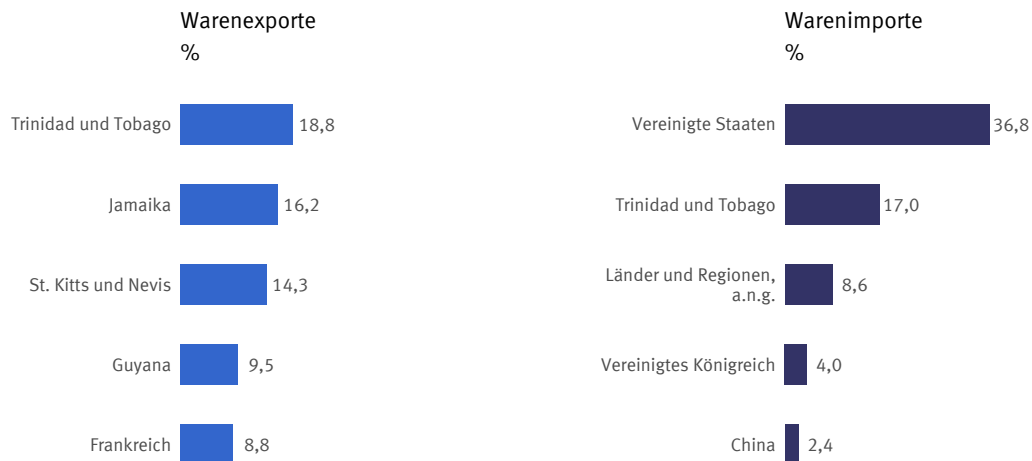 Warenexporte
%
Trinidad und Tobago 18,8
Jamaika 16,2
St. Kitts und Nevis 14,3
Guyana 9,5
Frankreich 8,8
Warenimporte
%
Vereinigte Staaten 36,8
Trinidad und Tobago 17,0
Länder und Regionen,
a.n.g. 8,6
Vereinigtes Königreich 4,0
China 2,4